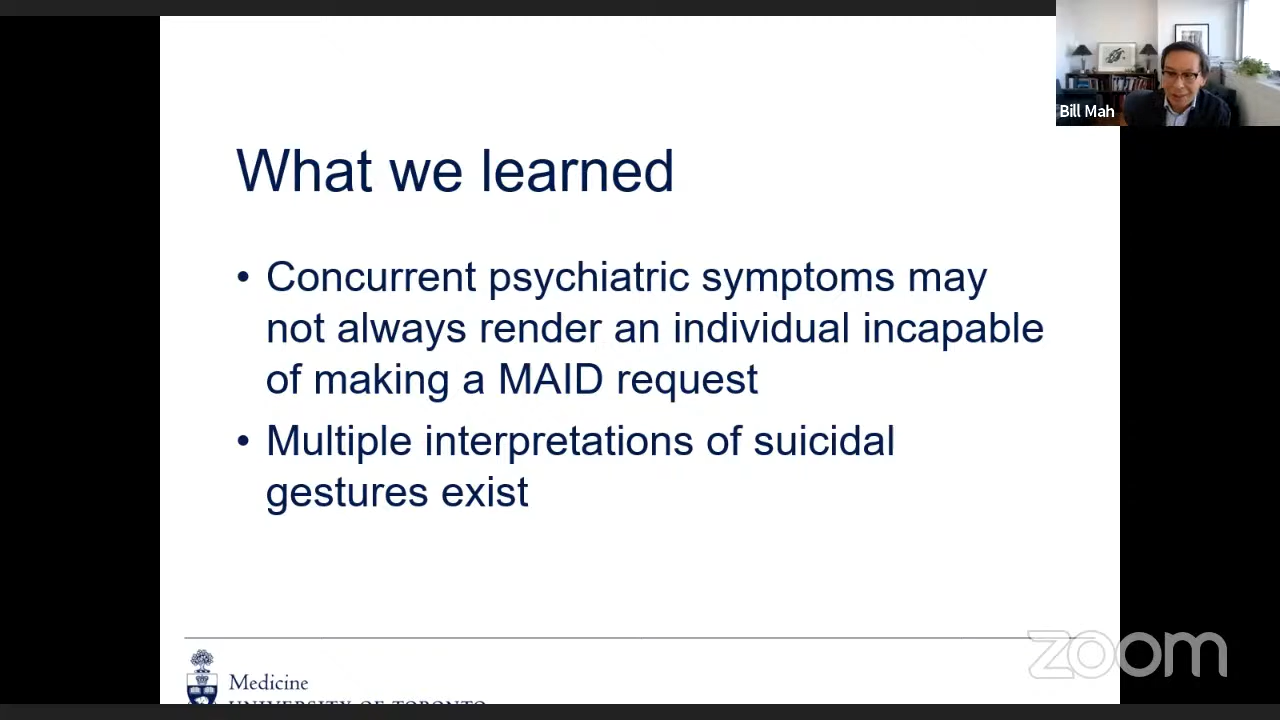 Bill Mah
What we learned
• Concurrent psychiatric symptoms may
not always render an individual incapable
of making a MAID request
• Multiple interpretations of suicidal
gestures exist
zoom
Medicine
UNIVERSITY OF TORONTO